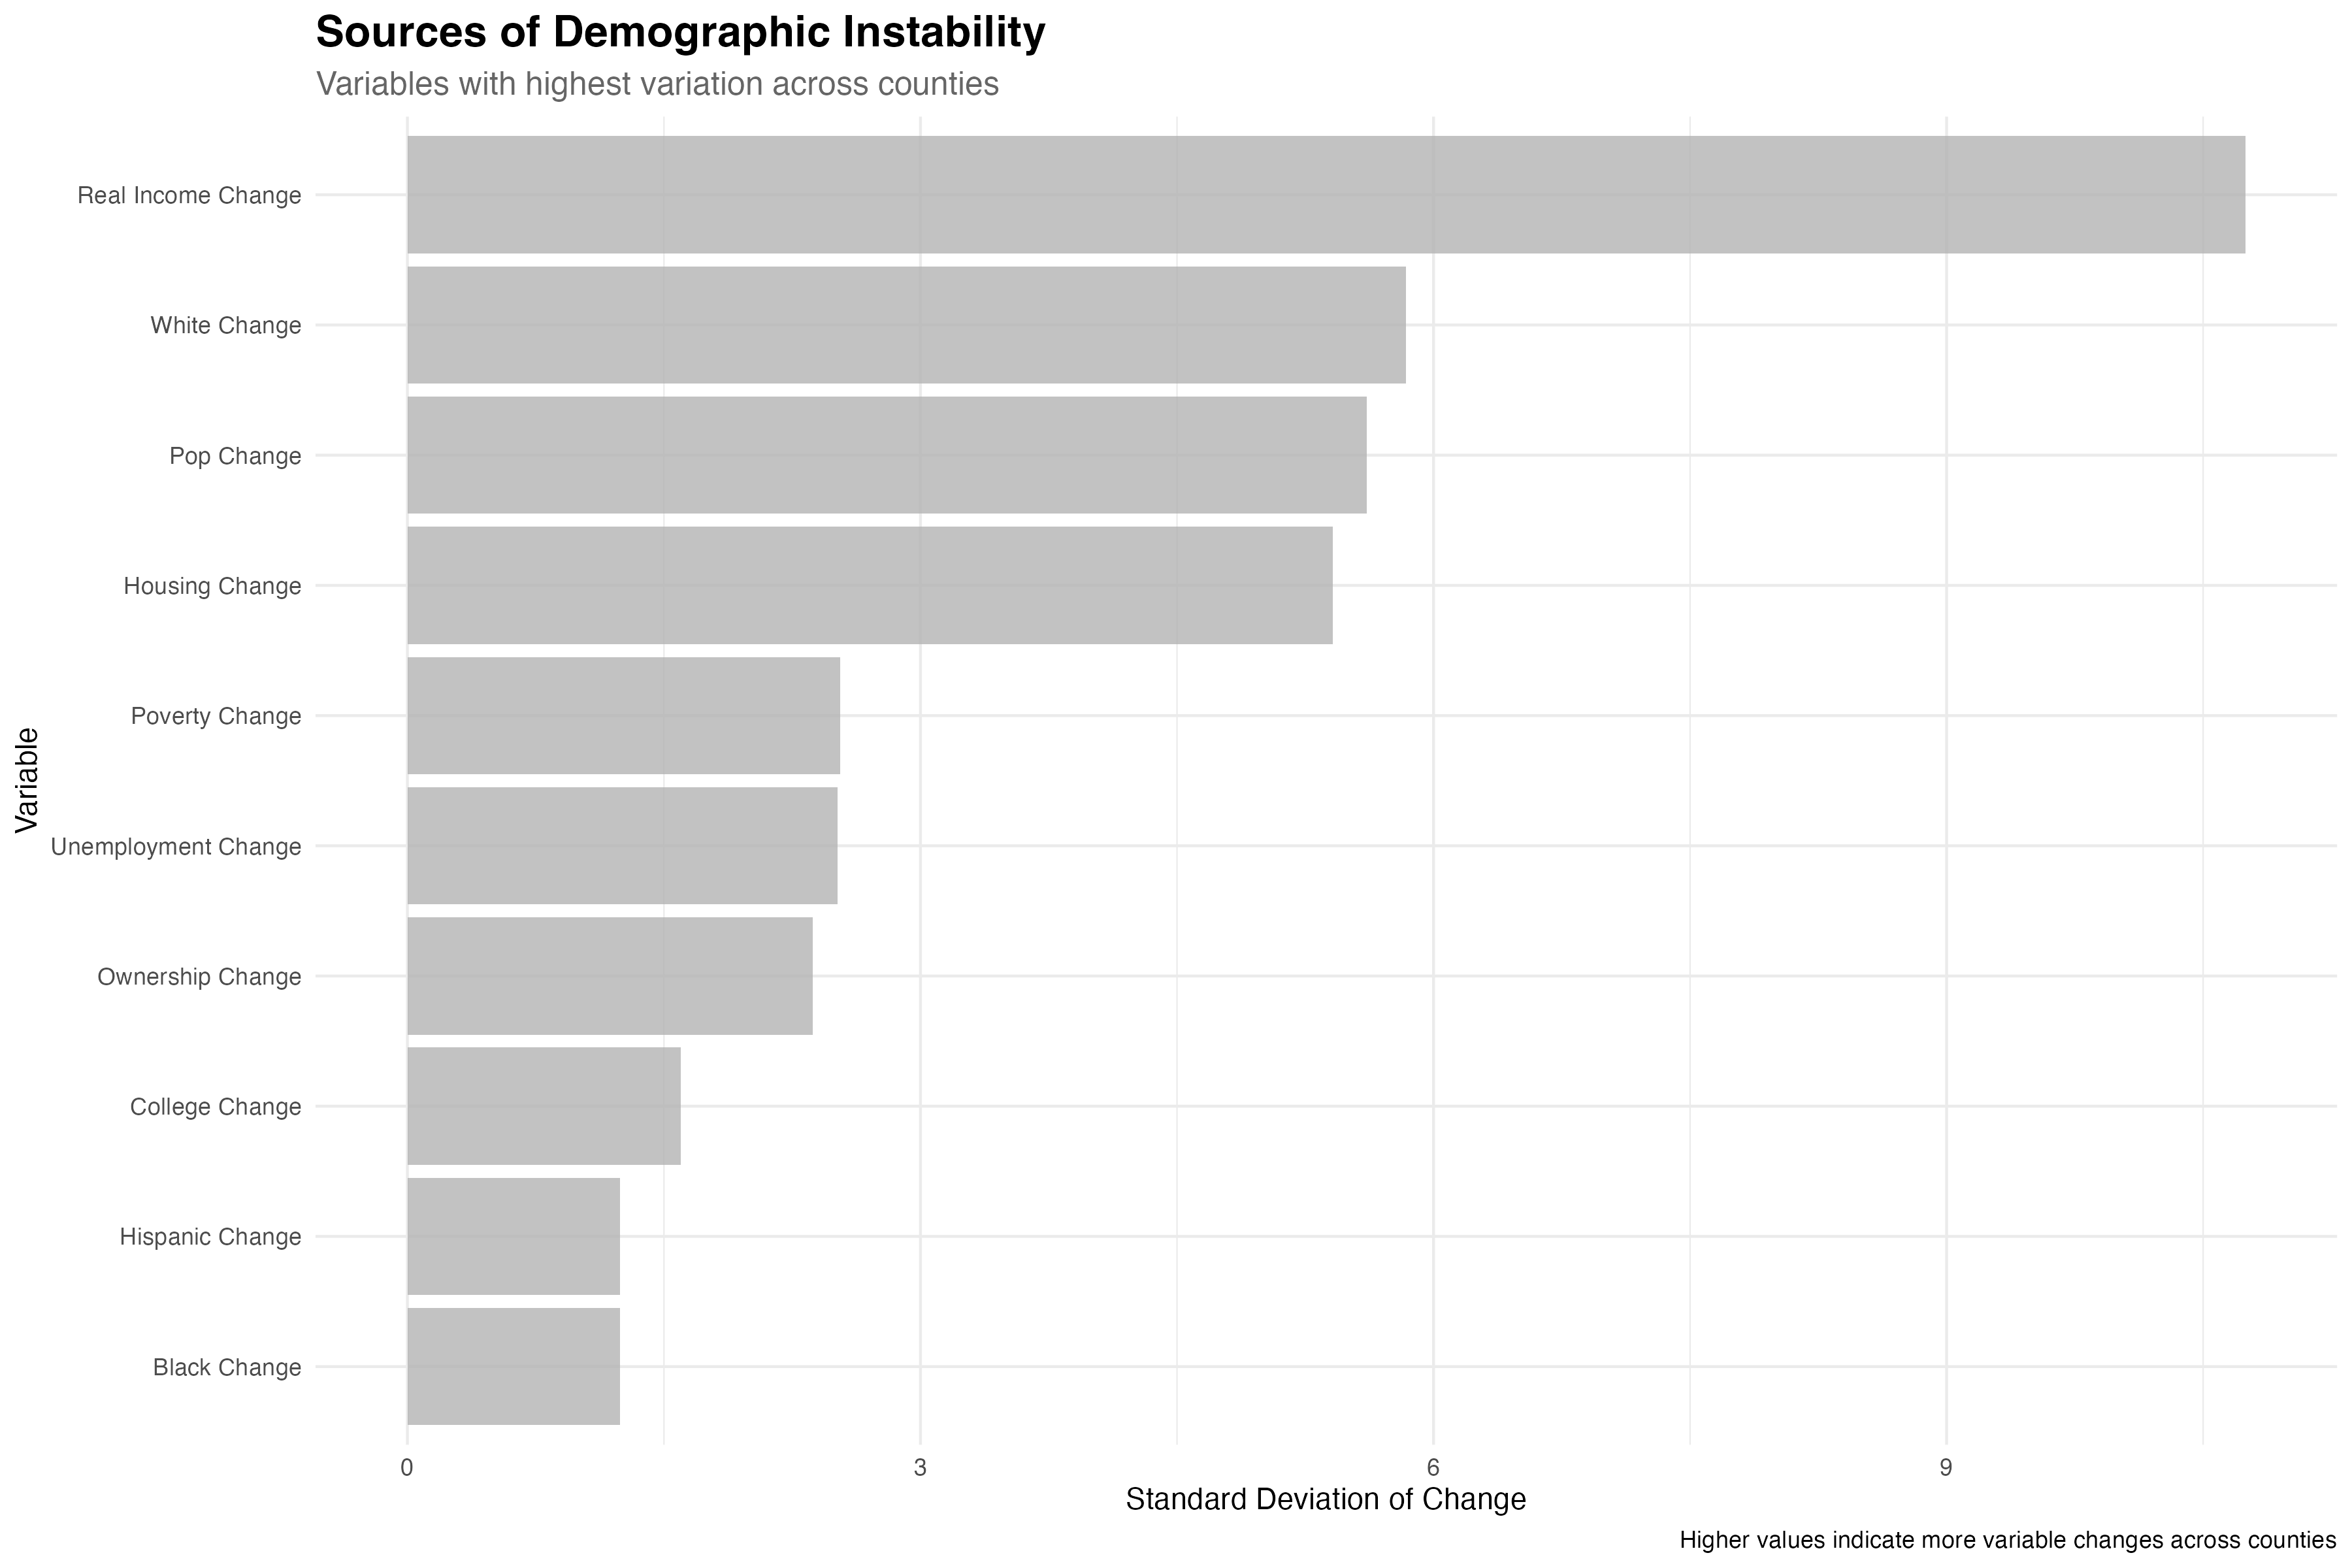 Sources of Demographic Instability
Variables with highest variation across counties
Variable
Real Income Change
White Change
Pop Change
Housing Change
Poverty Change
Unemployment Change
Ownership Change
College Change
Hispanic Change
Black Change
0 3 6 9
Standard Deviation of Change
Higher values indicate more variable changes across counties